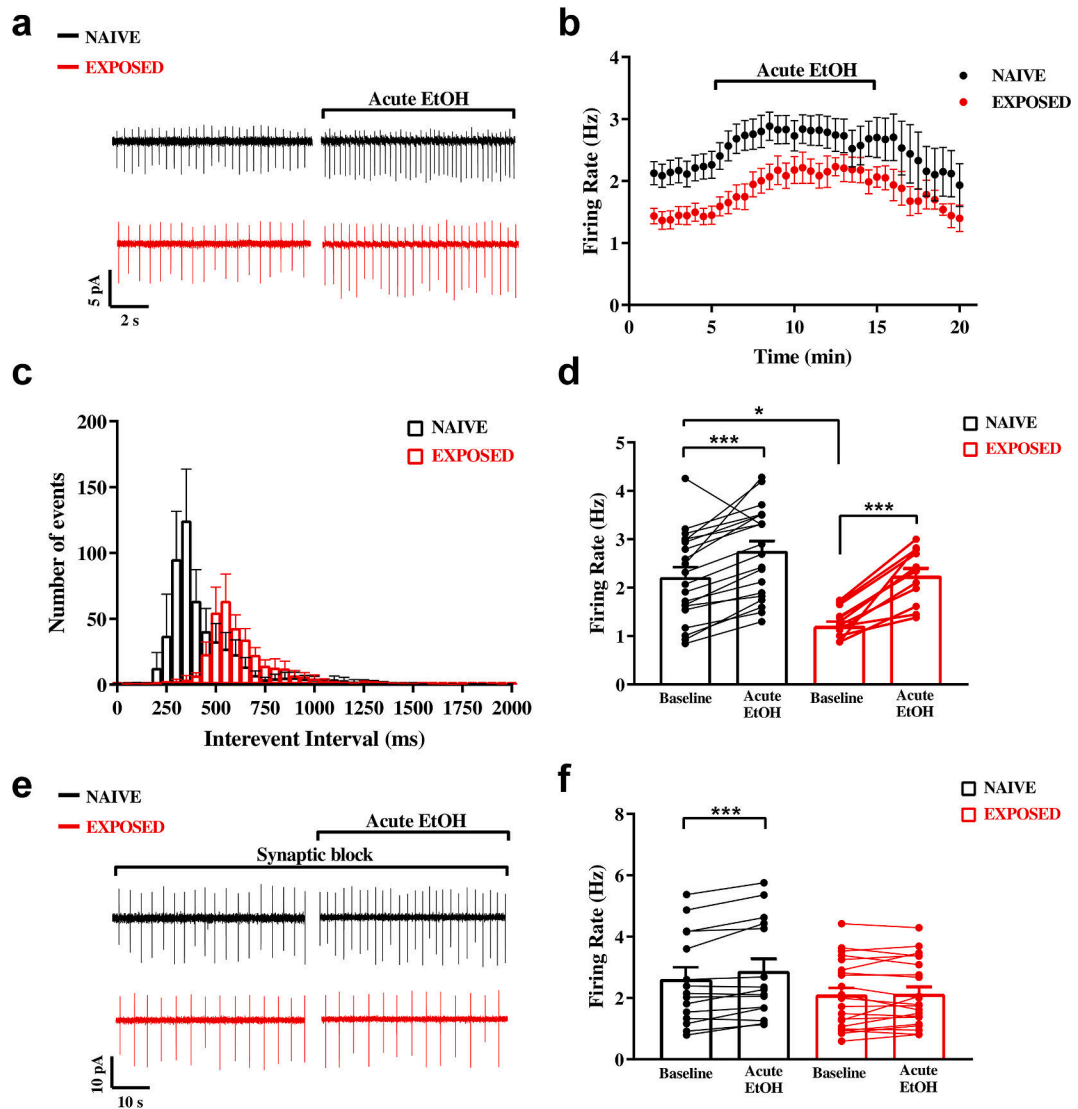 a
NAIVE
EXPOSED
Acute EtOH
5 pA
2 s
b
4
3
2
1
0
Firing Rate (Hz)
Acute EtOH
NAIVE
EXPOSED
0 5 10 15 20
Time (min)
c
200
150
100
50
0
Number of events
NAIVE
EXPOSED
0 250 500 750 1000 1250 1500 1750 2000
Interevent Interval (ms)
d
5
4
3
2
1
0
Firing Rate (Hz)
*
***
***
NAIVE
EXPOSED
Baseline Acute EtOH Baseline Acute EtOH
e
NAIVE
EXPOSED
Acute EtOH
Synaptic block
10 pA
10 s
f
8
6
4
2
0
Firing Rate (Hz)
***
NAIVE
EXPOSED
Baseline Acute EtOH Baseline Acute EtOH